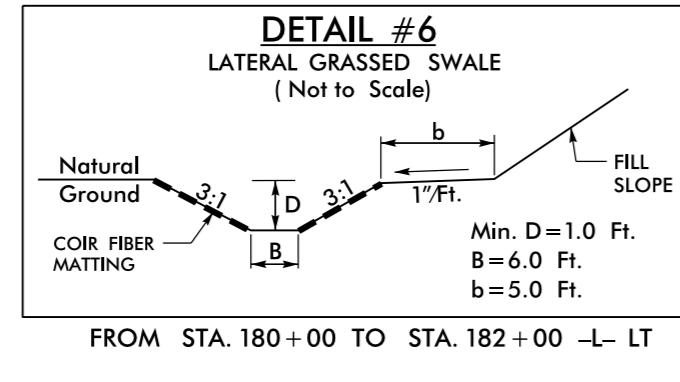 DETAIL #6
LATERAL GRASSED SWALE
( Not to Scale)
b
Natural
Ground
3:1
D
3:1
1"/Ft.
FILL
SLOPE
COIR FIBER
MATTING
B
Min. D=1.0 Ft.
B=6.0 Ft.
b=5.0 Ft.
FROM STA. 180+00 TO STA. 182+00 -L- LT